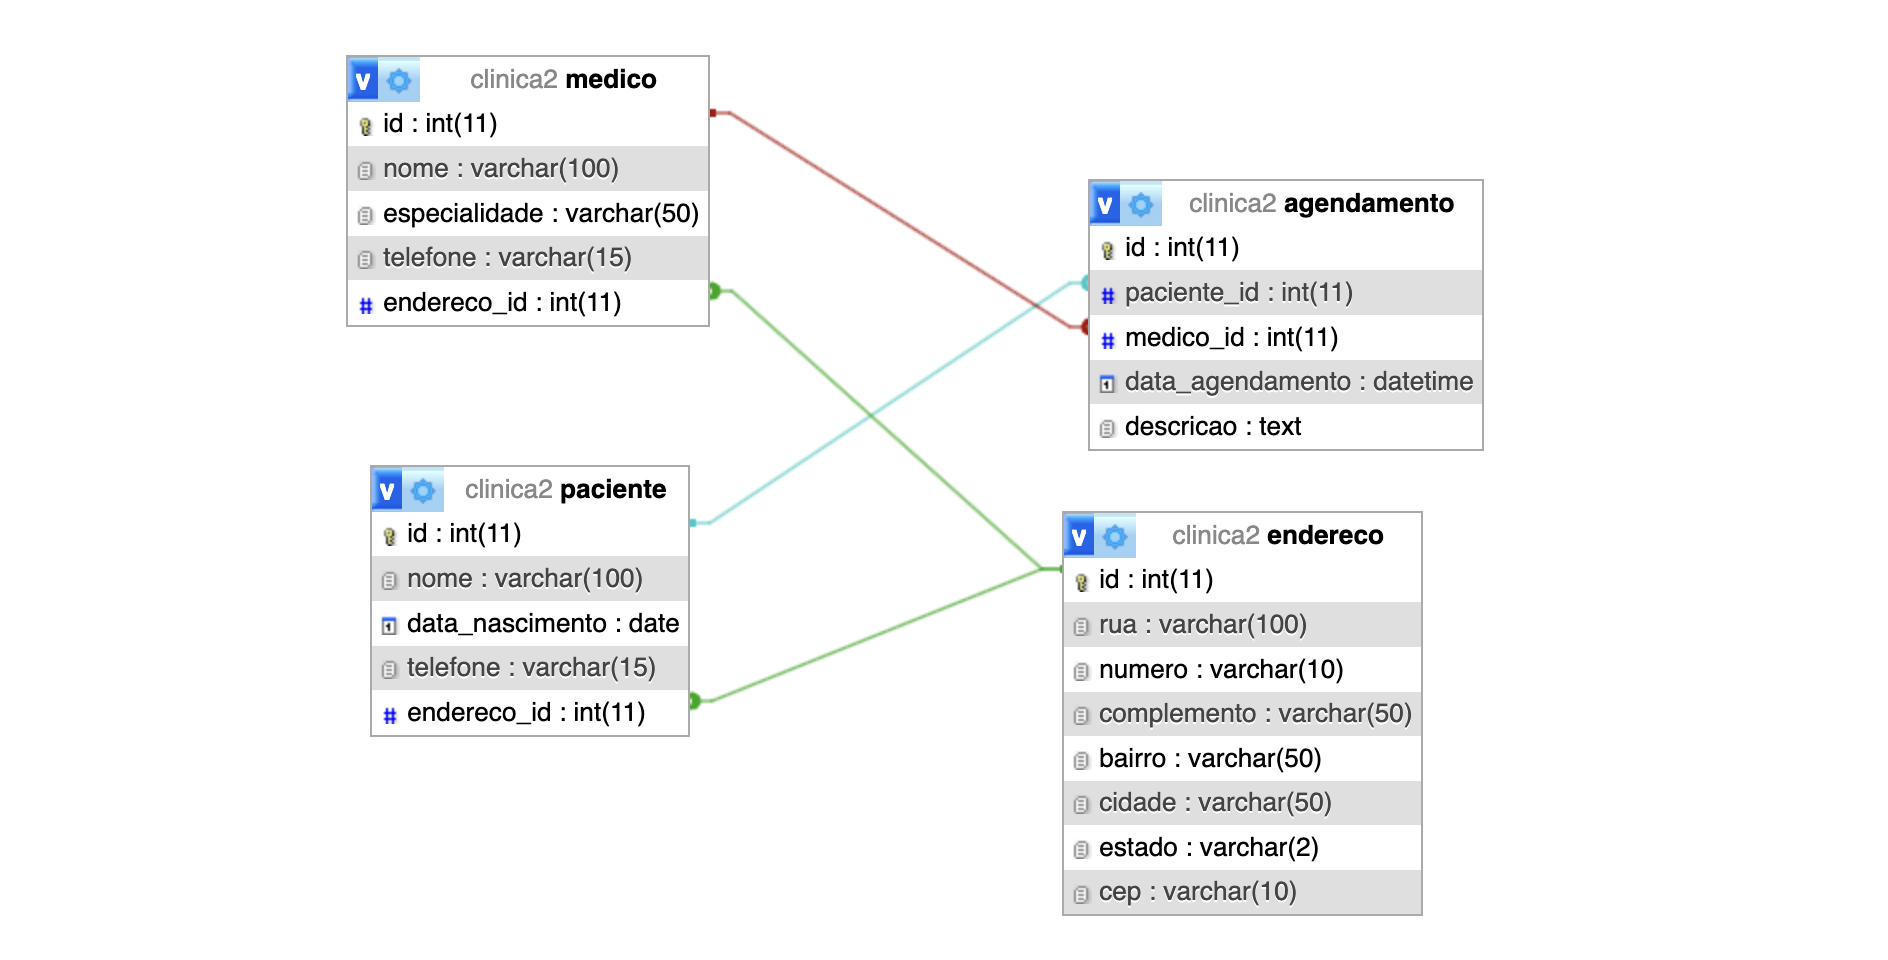 clinica2 medico
id : int(11)
nome : varchar(100)
especialidade : varchar(50)
telefone : varchar(15)
endereco_id : int(11)
clinica2 agendamento
id : int(11)
paciente_id : int(11)
medico_id : int(11)
data_agendamento : datetime
descricao : text
clinica2 paciente
id : int(11)
nome : varchar(100)
data_nascimento : date
telefone : varchar(15)
endereco_id : int(11)
clinica2 endereco
id : int(11)
rua : varchar(100)
numero : varchar(10)
complemento : varchar(50)
bairro : varchar(50)
cidade : varchar(50)
estado : varchar(2)
cep : varchar(10)